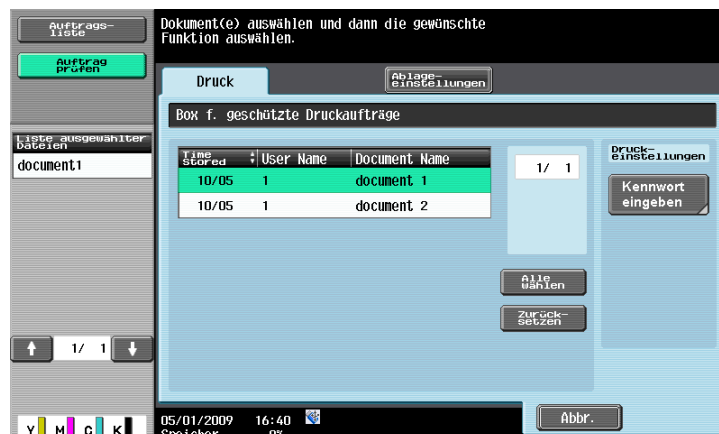 Auftrags-
liste
Auftrag
prüfen
Dokument(e) auswählen und dann die gewünschte
Funktion auswählen.
Druck
Ablage-
einstellungen
Box f. geschützte Druckaufträge
Liste ausgewählter
Dateien
document1
Time
stored
User Name
Document Name
10/05 1 document 1
10/05 1 document 2
1/ 1
Druck-
einstellungen
Kennwort
eingeben
Alle
wählen
Zurück-
setzen
1/ 1
Abbr.
05/01/2009 16:40
Speicher 0%
Y M C K